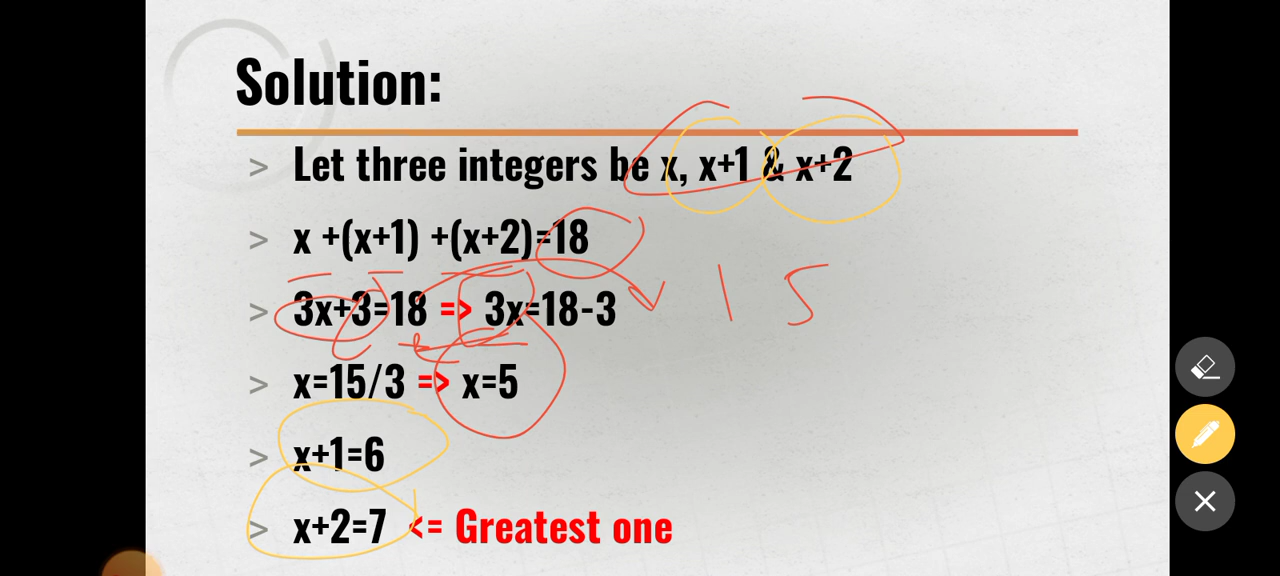 Solution:
> Let three integers be x, x+1 & x+2
> x +(x+1) +(x+2)=18
> 3x+3=18 => 3x=18-3 15
> x=15/3 => x=5
> x+1=6
> x+2=7 <= Greatest one